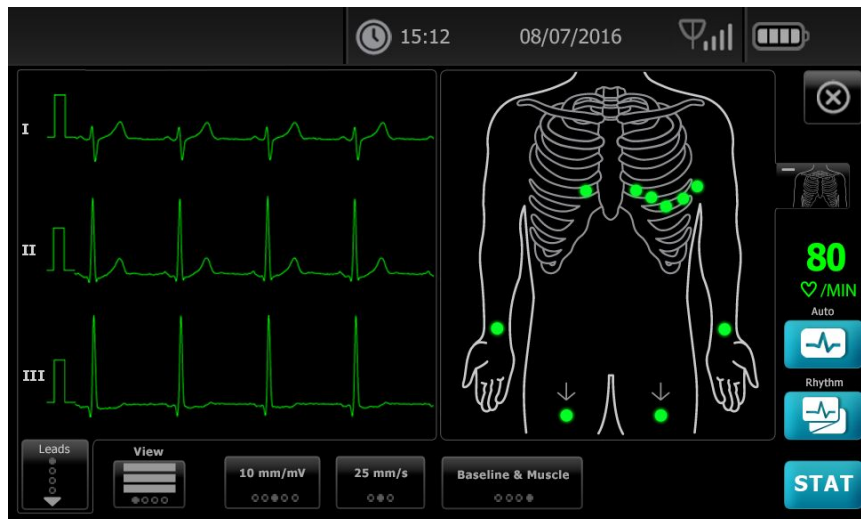 15:12 08/07/2016
I
II
III
80
/MIN
Auto
Rhythm
Leads
View
10 mm/mV
25 mm/s
Baseline & Muscle
STAT